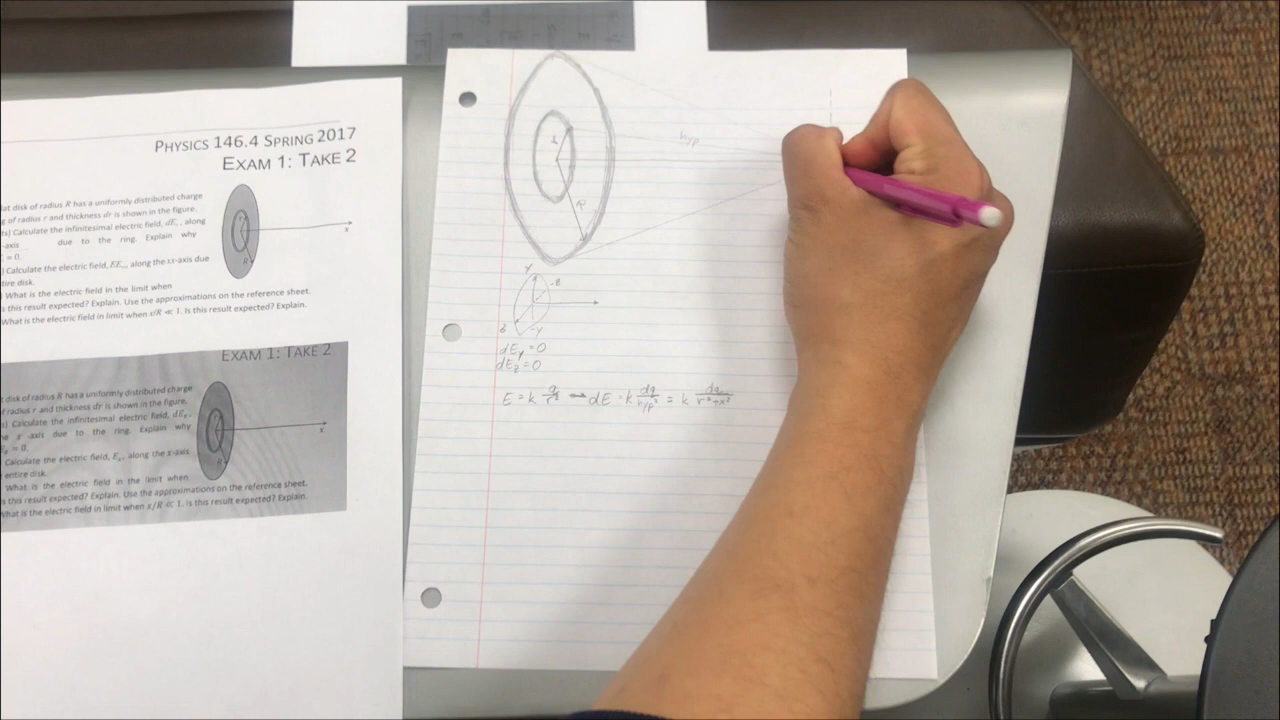 PHYSICS 146.4 SPRING 2017
EXAM 1: TAKE 2
lat disk of radius R has a uniformly distributed charge
g of radius r and thickness dr is shown in the figure.
ts) Calculate the infinitesimal electric field, dEₓ, along
-axis due to the ring. Explain why
= 0.
) Calculate the electric field, EEₓₓ, along the xx-axis due
tire disk.
) What is the electric field in the limit when
s this result expected? Explain. Use the approximations on the reference sheet.
What is the electric field in limit when x/R ≪ 1. Is this result expected? Explain.
R
x
EXAM 1: TAKE 2
t disk of radius R has a uniformly distributed charge
f radius r and thickness dr is shown in the figure.
s) Calculate the infinitesimal electric field, dEₓ,
he x-axis due to the ring. Explain why
= 0.
Calculate the electric field, Eₓ, along the x-axis
entire disk.
What is the electric field in the limit when
s this result expected? Explain. Use the approximations on the reference sheet.
What is the electric field in limit when x/R ≪ 1. Is this result expected? Explain.
x
hyp
R
Y
-z
-Y
dEy = 0
dEz = 0
E = k q/r² → dE = k dq/hyp² = k dq/r²+x²